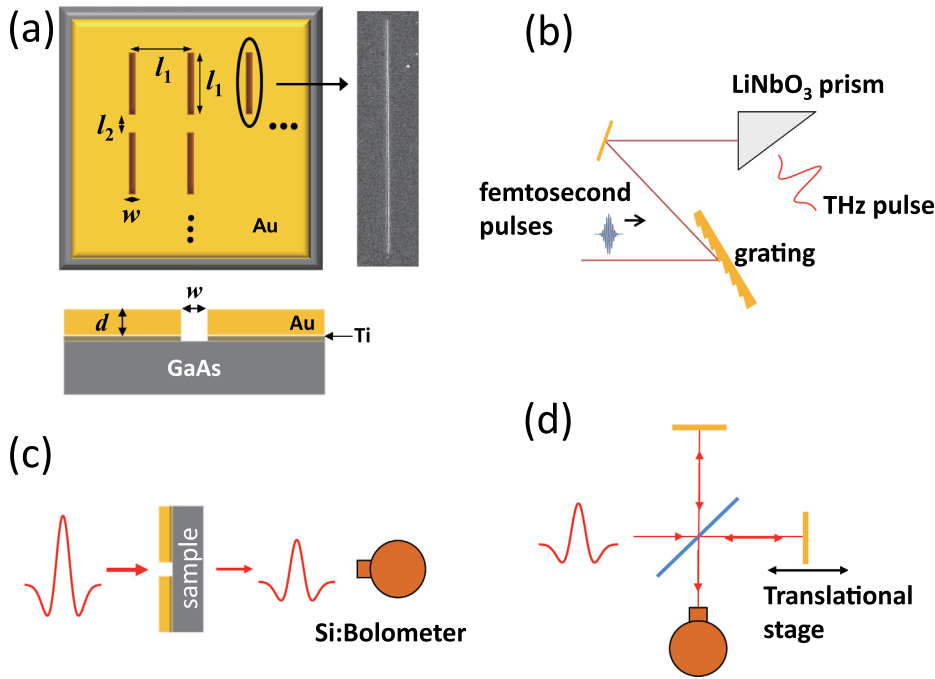 (a)
l₁
l₁
l₂
w
Au
w
d
Au
Ti
GaAs
(b)
LiNbO₃ prism
femtosecond
pulses
THz pulse
grating
(c)
sample
Si:Bolometer
(d)
Translational
stage